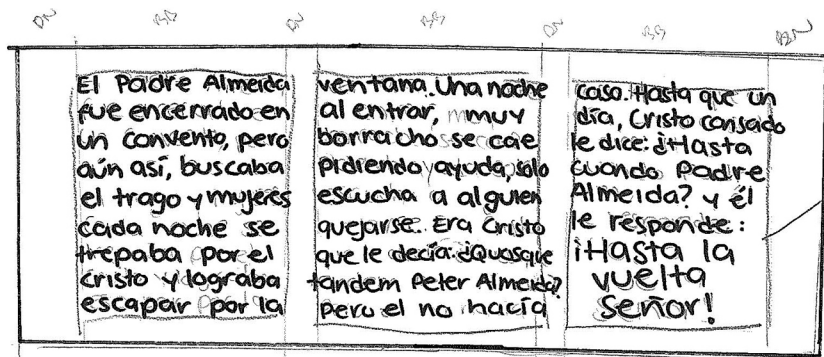 El Padre Almeida
fue encerrado en
un convento, pero
aún así, buscaba
el trago y mujeres
cada noche se
trepaba por el
cristo y lograba
escapar por la
ventana. Una noche
al entrar, muy
borracho se cae
pidiendo ayuda, solo
escucha a alguien
quejarse. Era Cristo
que le decía: ¿Quosque
tandem Peter Almeida?
Pero el no hacía
caso. Hasta que un
día, Cristo cansado
le dice: ¿Hasta
cuando Padre
Almeida? y él
le responde:
¡Hasta la
vuelta
señor!